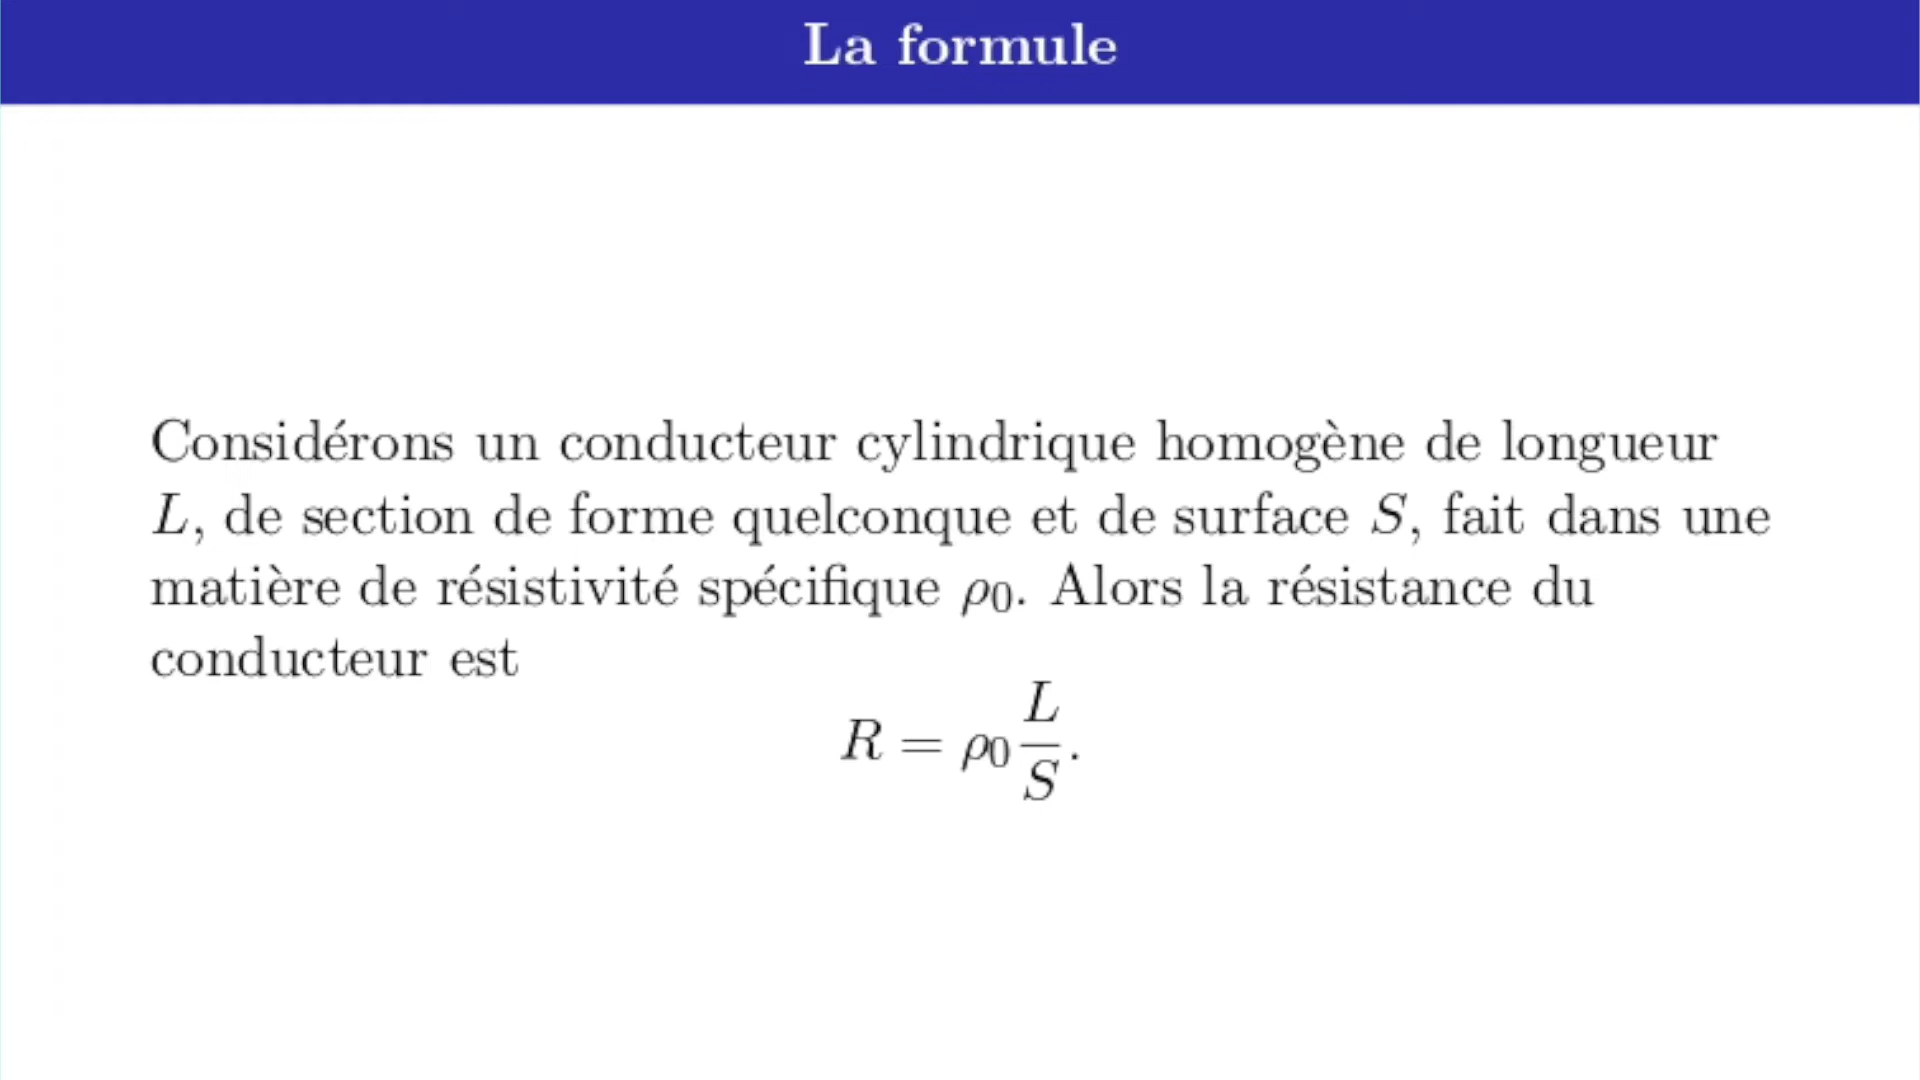 La formule
Considérons un conducteur cylindrique homogène de longueur
L, de section de forme quelconque et de surface S, fait dans une
matière de résistivité spécifique ρ₀. Alors la résistance du
conducteur est
R = ρ₀ L/S.